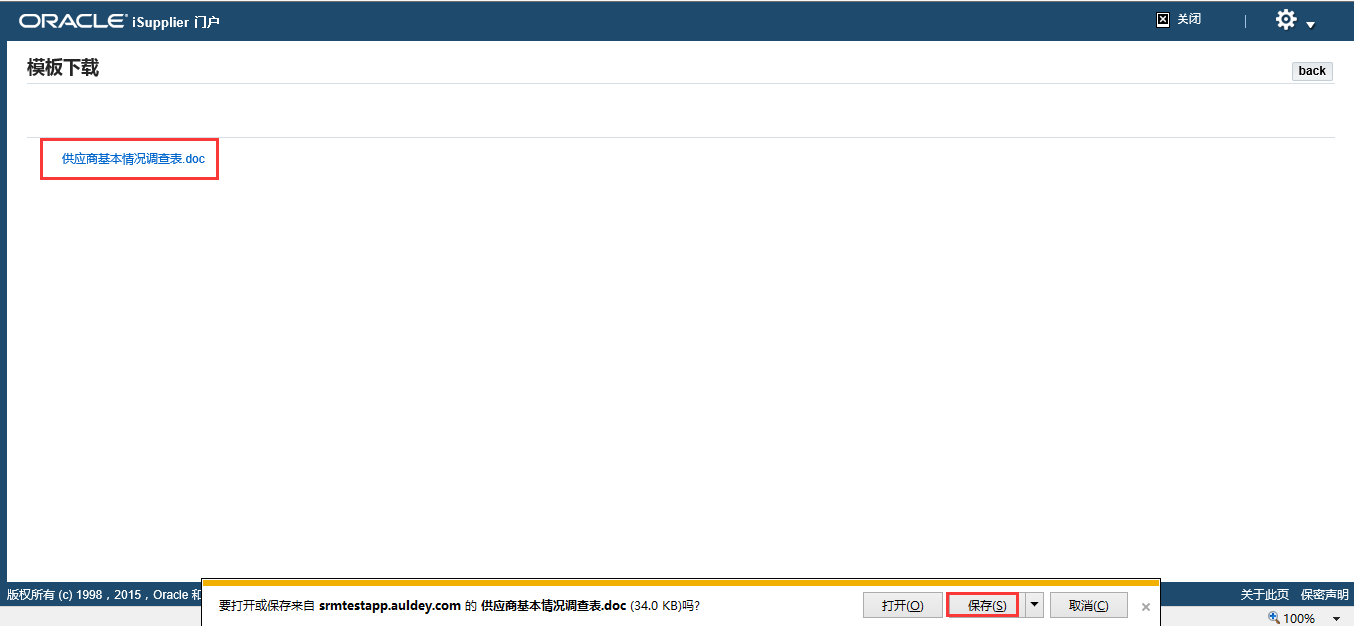 ORACLE® iSupplier 门户
关闭
模板下载
back
供应商基本情况调查表.doc
版权所有 (c) 1998，2015，Oracle 和
关于此页 保密声明
要打开或保存来自 srmtestapp.auldey.com 的 供应商基本情况调查表.doc (34.0 KB)吗?
打开(O) 保存(S) 取消(C)
100%